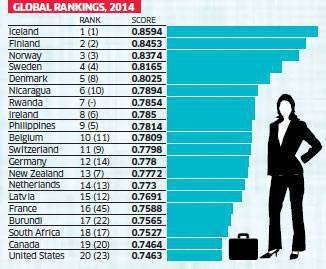 GLOBAL RANKINGS, 2014
RANK SCORE
Iceland 1 (1) 0.8594
Finland 2 (2) 0.8453
Norway 3 (3) 0.8374
Sweden 4 (4) 0.8165
Denmark 5 (8) 0.8025
Nicaragua 6 (10) 0.7894
Rwanda 7 (-) 0.7854
Ireland 8 (6) 0.785
Philippines 9 (5) 0.7814
Belgium 10 (11) 0.7809
Switzerland 11 (9) 0.7798
Germany 12 (14) 0.778
New Zealand 13 (7) 0.7772
Netherlands 14 (13) 0.773
Latvia 15 (12) 0.7691
France 16 (45) 0.7588
Burundi 17 (22) 0.7565
South Africa 18 (17) 0.7527
Canada 19 (20) 0.7464
United States 20 (23) 0.7463